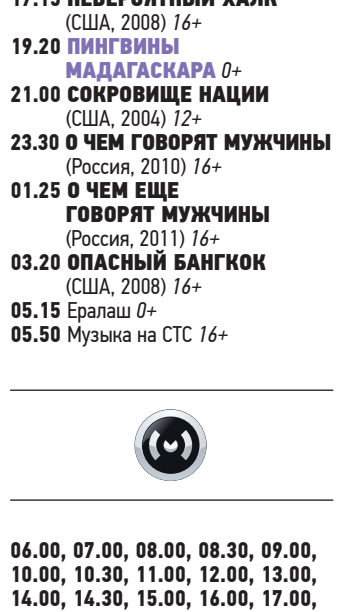 17.15 НЕВЕРОЯТНЫЙ ХАЛК
(США, 2008) 16+
19.20 ПИНГВИНЫ
МАДАГАСКАРА 0+
21.00 СОКРОВИЩЕ НАЦИИ
(США, 2004) 12+
23.30 О ЧЕМ ГОВОРЯТ МУЖЧИНЫ
(Россия, 2010) 16+
01.25 О ЧЕМ ЕЩЕ
ГОВОРЯТ МУЖЧИНЫ
(Россия, 2011) 16+
03.20 ОПАСНЫЙ БАНГКОК
(США, 2008) 16+
05.15 Ералаш 0+
05.50 Музыка на СТС 16+
06.00, 07.00, 08.00, 08.30, 09.00,
10.00, 10.30, 11.00, 12.00, 13.00,
14.00, 14.30, 15.00, 16.00, 17.00,